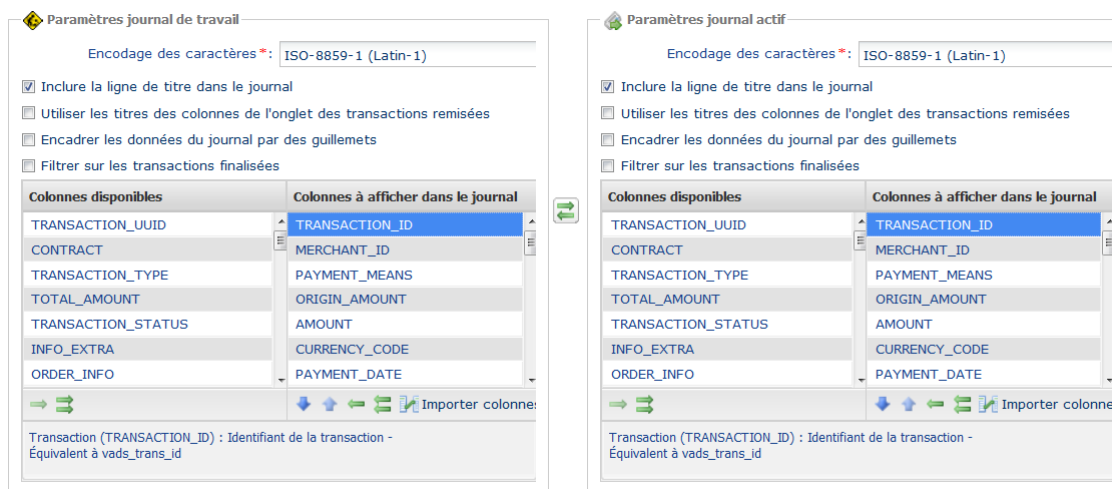 Paramètres journal de travail
Encodage des caractères*: ISO-8859-1 (Latin-1)
Inclure la ligne de titre dans le journal
Utiliser les titres des colonnes de l'onglet des transactions remisées
Encadrer les données du journal par des guillemets
Filtrer sur les transactions finalisées
Colonnes disponibles Colonnes à afficher dans le journal
TRANSACTION_UUID TRANSACTION_ID
CONTRACT MERCHANT_ID
TRANSACTION_TYPE PAYMENT_MEANS
TOTAL_AMOUNT ORIGIN_AMOUNT
TRANSACTION_STATUS AMOUNT
INFO_EXTRA CURRENCY_CODE
ORDER_INFO PAYMENT_DATE
Importer colonnes
Transaction (TRANSACTION_ID) : Identifiant de la transaction -
Équivalent à vads_trans_id
Paramètres journal actif
Encodage des caractères*: ISO-8859-1 (Latin-1)
Inclure la ligne de titre dans le journal
Utiliser les titres des colonnes de l'onglet des transactions remisées
Encadrer les données du journal par des guillemets
Filtrer sur les transactions finalisées
Colonnes disponibles Colonnes à afficher dans le journal
TRANSACTION_UUID TRANSACTION_ID
CONTRACT MERCHANT_ID
TRANSACTION_TYPE PAYMENT_MEANS
TOTAL_AMOUNT ORIGIN_AMOUNT
TRANSACTION_STATUS AMOUNT
INFO_EXTRA CURRENCY_CODE
ORDER_INFO PAYMENT_DATE
Importer colonne
Transaction (TRANSACTION_ID) : Identifiant de la transaction -
Équivalent à vads_trans_id